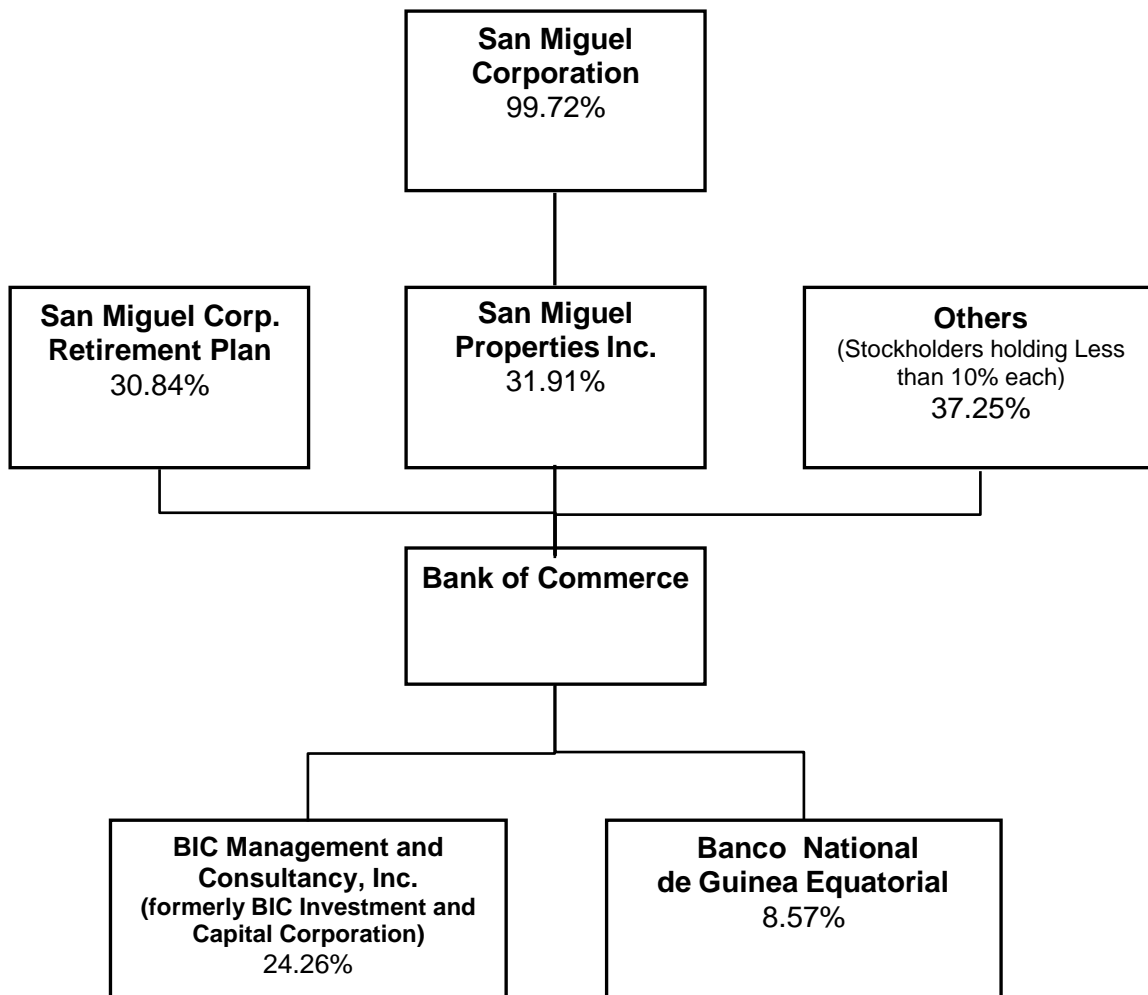 San Miguel
Corporation
99.72%
San Miguel Corp.
Retirement Plan
30.84%
San Miguel
Properties Inc.
31.91%
Others
(Stockholders holding Less
than 10% each)
37.25%
Bank of Commerce
BIC Management and
Consultancy, Inc.
(formerly BIC Investment and
Capital Corporation)
24.26%
Banco National
de Guinea Equatorial
8.57%